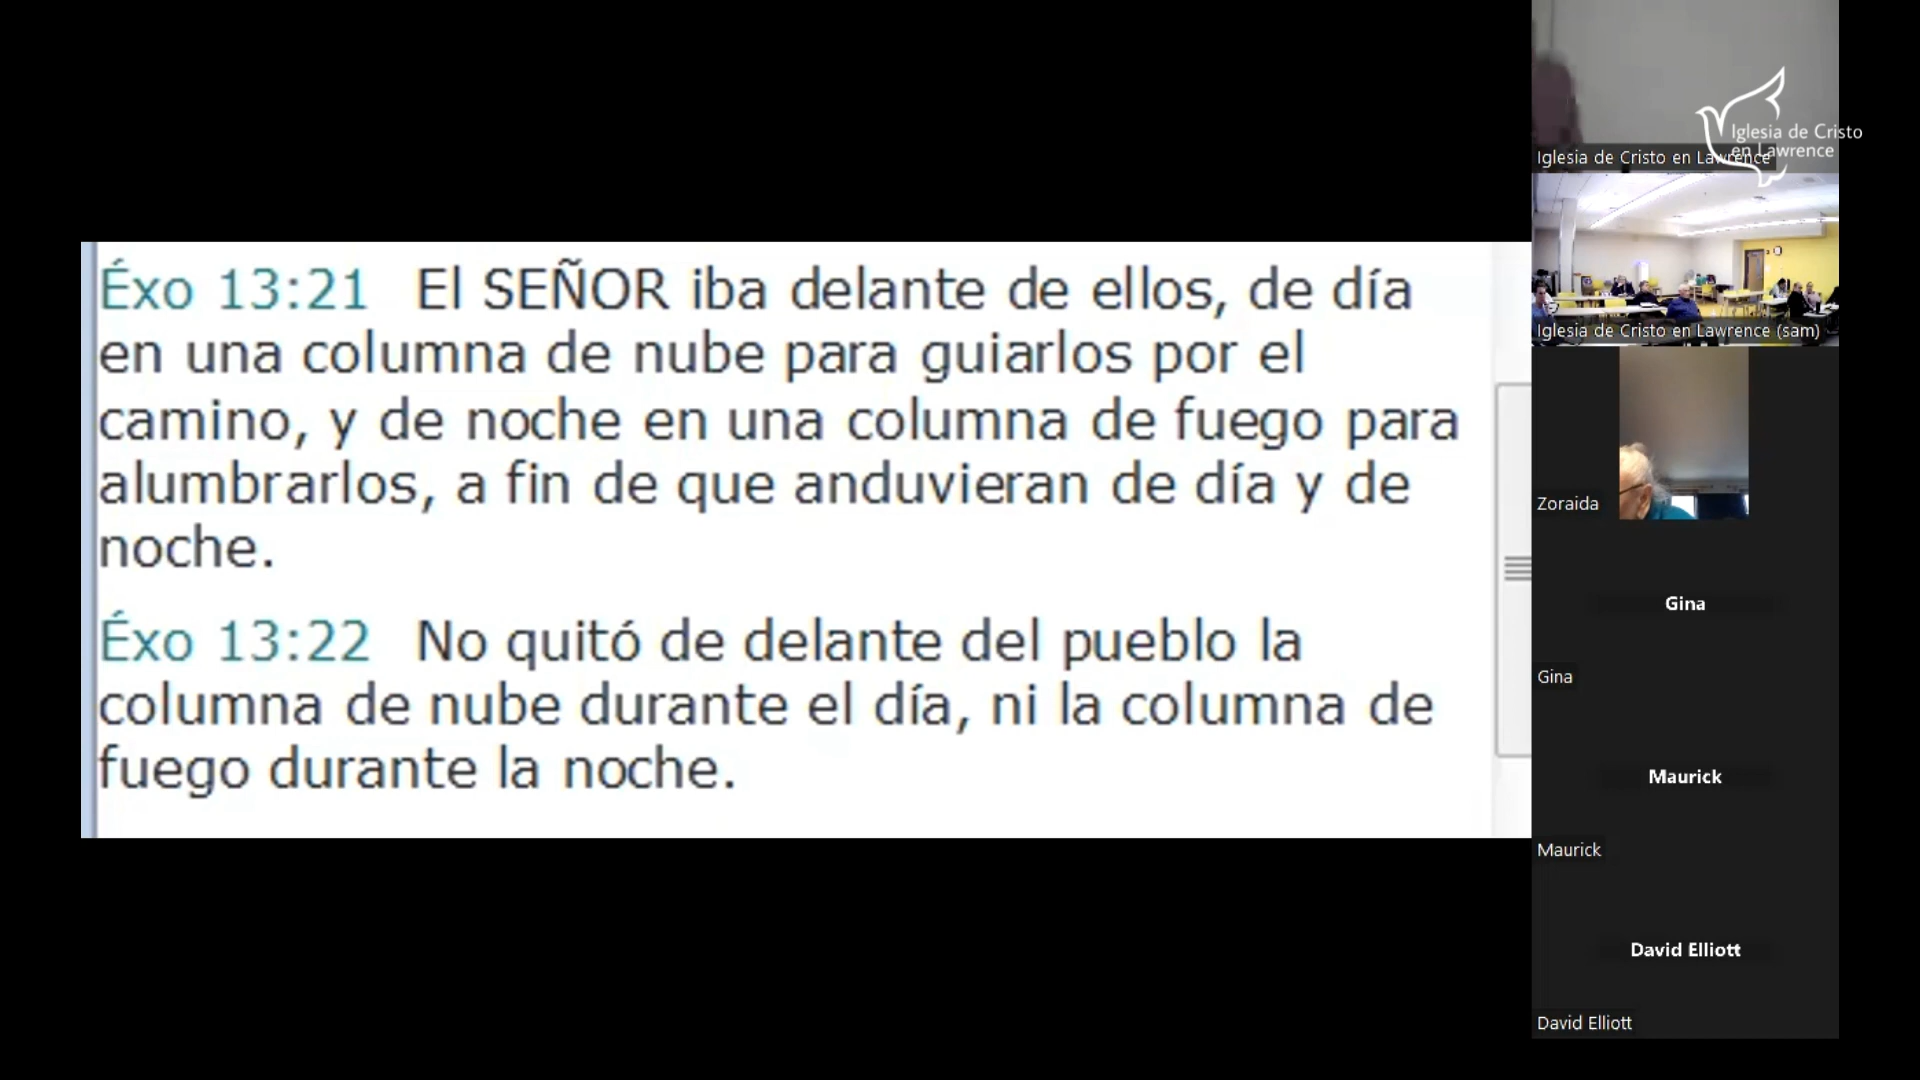 Éxo 13:21 El SEÑOR iba delante de ellos, de día
en una columna de nube para guiarlos por el
camino, y de noche en una columna de fuego para
alumbrarlos, a fin de que anduvieran de día y de
noche.
Éxo 13:22 No quitó de delante del pueblo la
columna de nube durante el día, ni la columna de
fuego durante la noche.
Iglesia de Cristo
en Lawrence
Iglesia de Cristo en Lawrence
Iglesia de Cristo en Lawrence (sam)
Zoraida
Gina
Gina
Maurick
Maurick
David Elliott
David Elliott